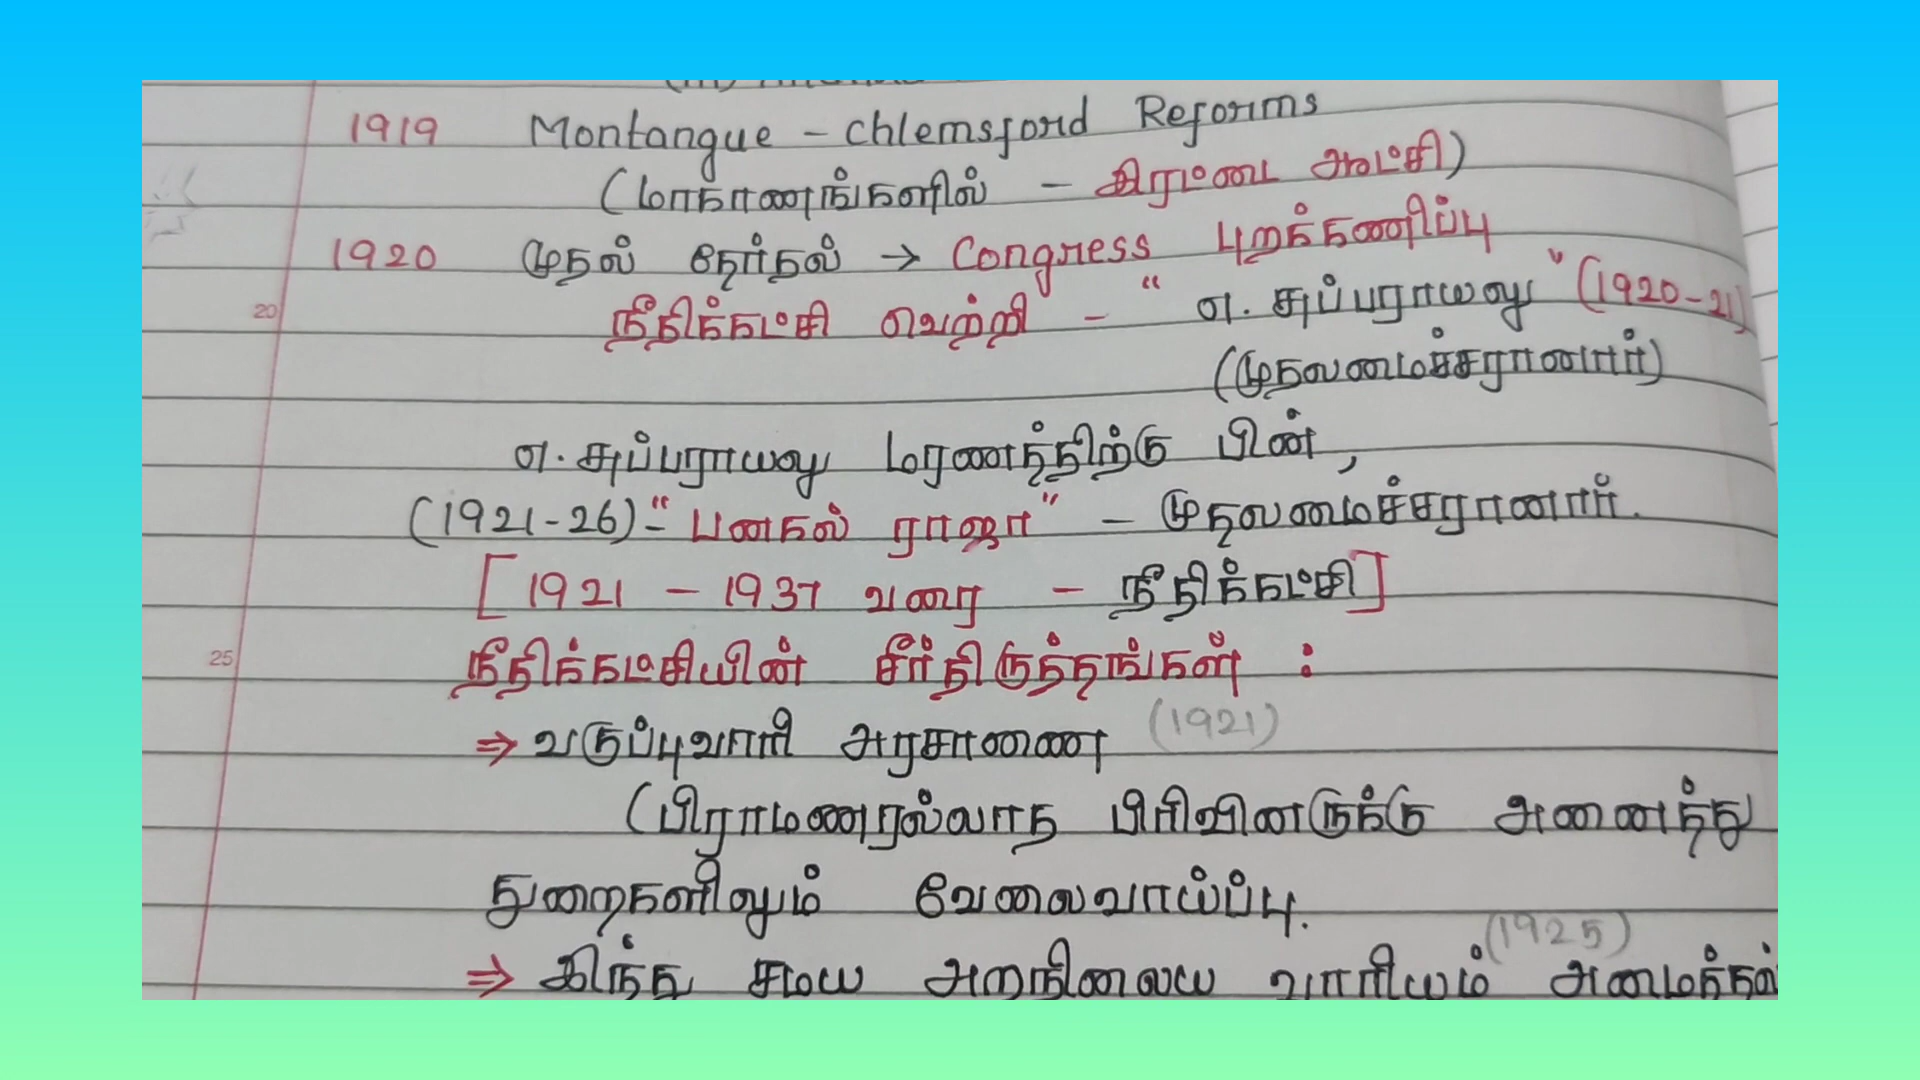 1919 Montangue - Chlemsford Reforms
(மாகாணங்களில் - இரட்டை ஆட்சி)
1920 முதல் தேர்தல் → Congress புறக்கணிப்பு
20 நீதிக்கட்சி வெற்றி - " எ. சுப்பராயலு " (1920-21)
(முதலமைச்சரானார்)
எ. சுப்பராயலு மரணத்திற்கு பின்,
(1921-26) - "பனகல் ராஜா" - முதலமைச்சரானார்.
[1921 - 1937 வரை - நீதிக்கட்சி]
25 நீதிக்கட்சியின் சீர்திருத்தங்கள் :
⇒ வகுப்புவாரி அரசாணை (1921)
(பிராமணரல்லாத பிரிவினருக்கு அனைத்து
துறைகளிலும் வேலைவாய்ப்பு.
(1925)
⇒ இந்து சமய அறநிலைய வாரியம் அமைத்தல்